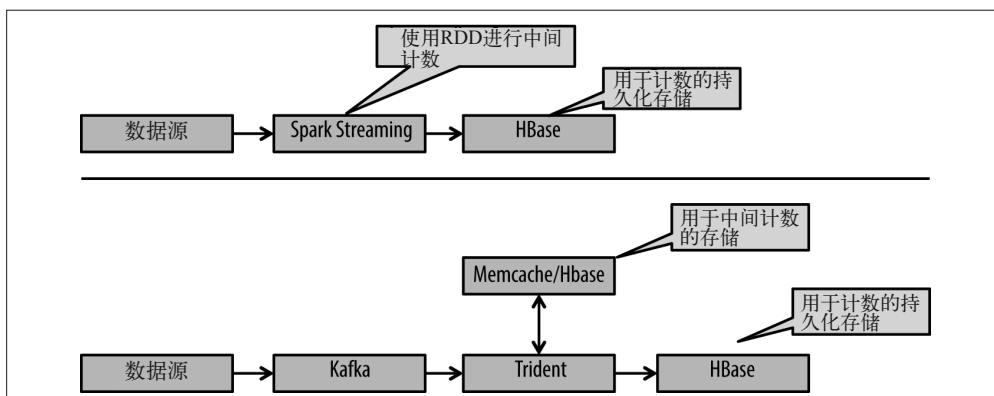 使用RDD进行中间
计数
用于计数的持
久化存储
数据源
Spark Streaming
HBase
用于中间计数
的存储
Memcache/Hbase
用于计数的持
久化存储
数据源
Kafka
Trident
HBase